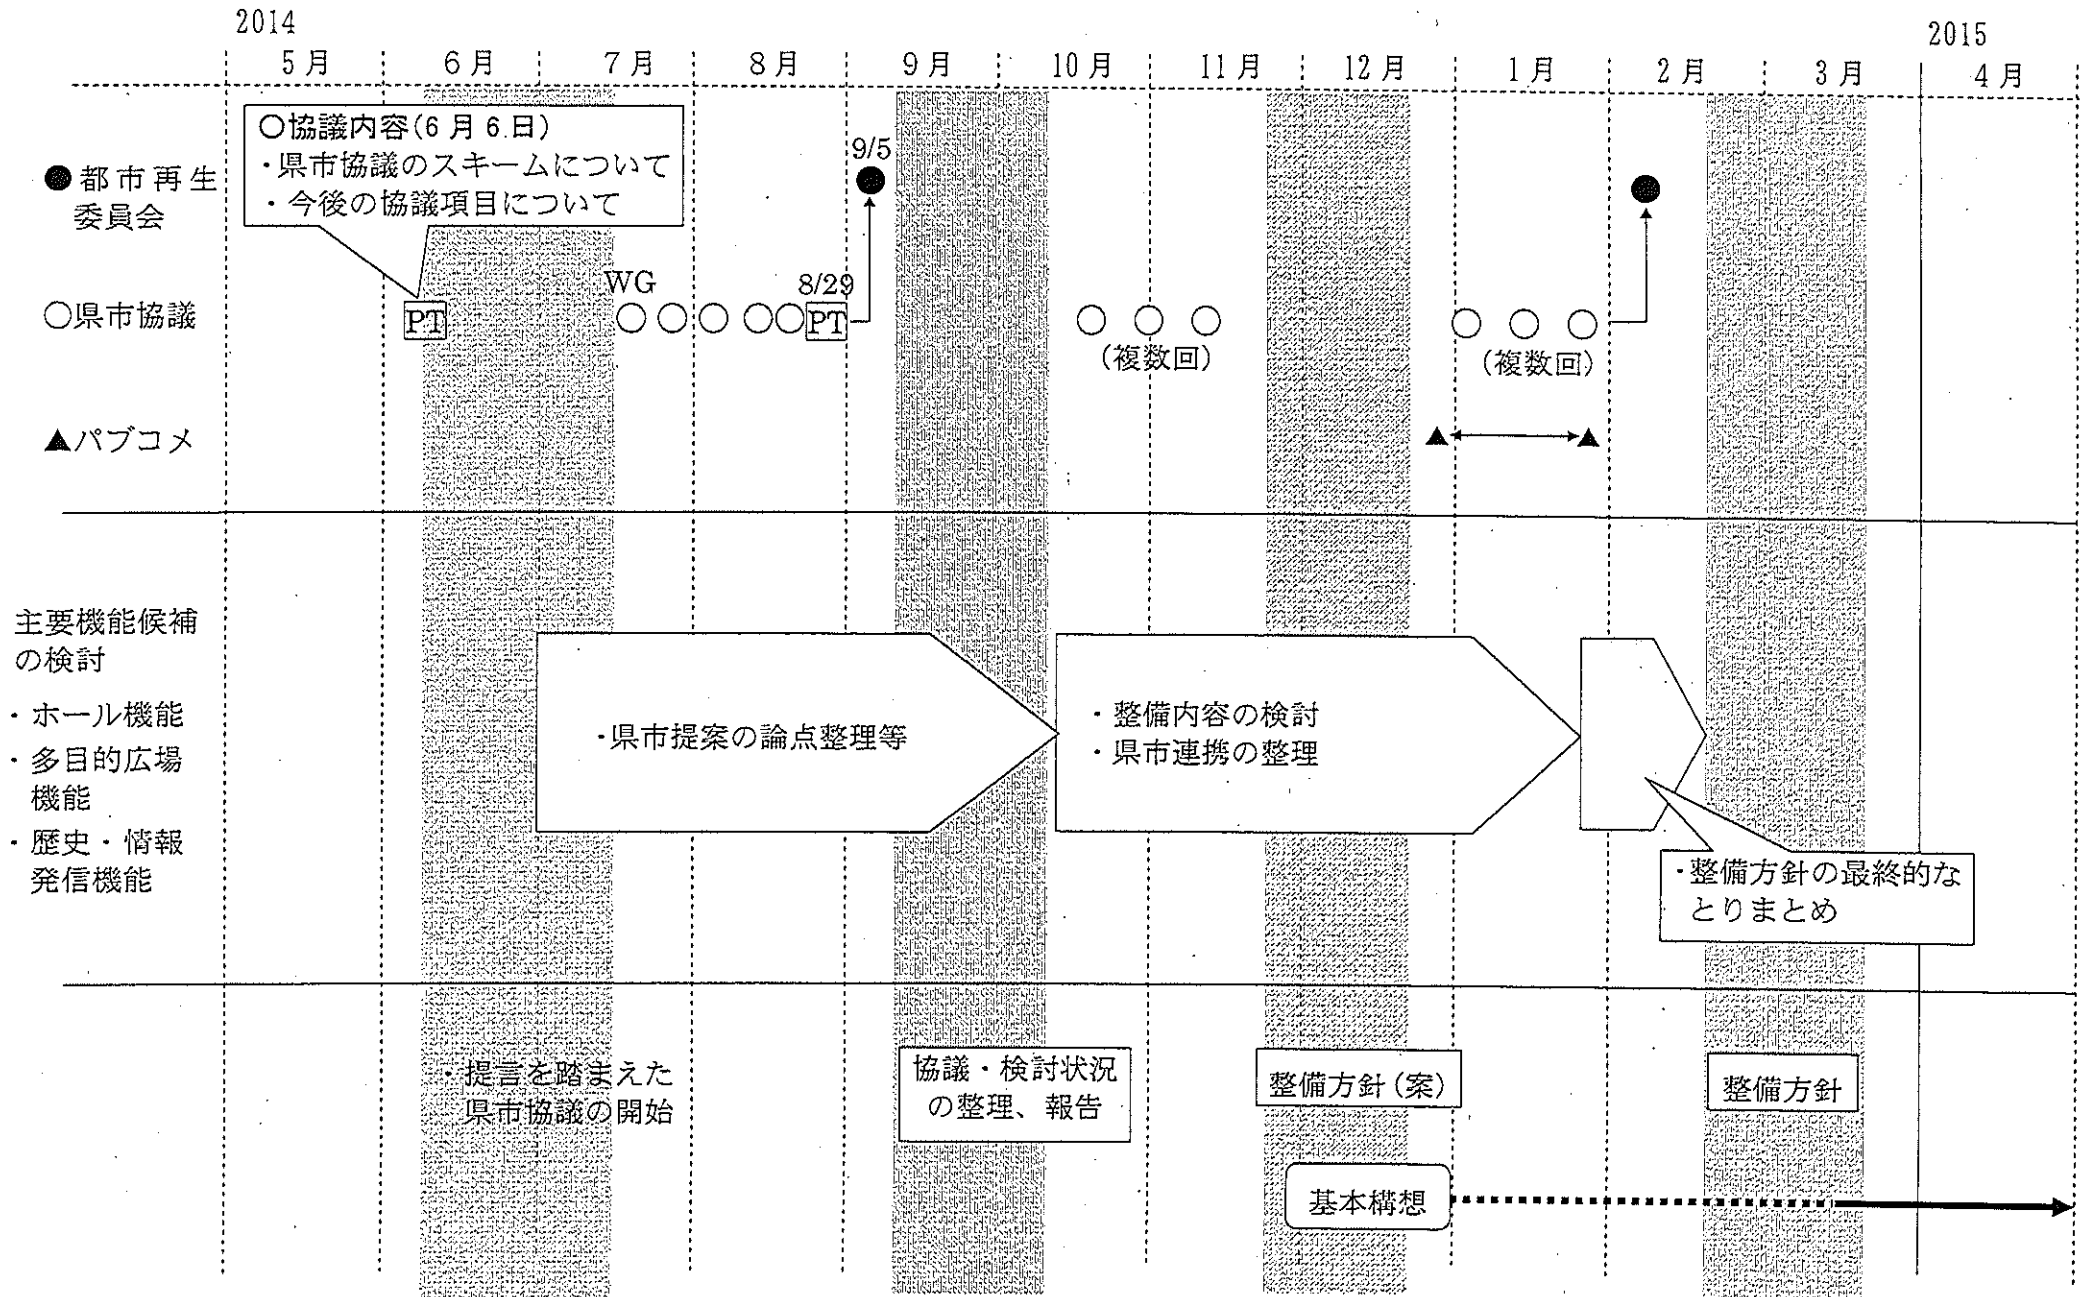 2014
2015
5月
6月
7月
8月
9月
10月
11月
12月
1月
2月
3月
4月
○協議内容(6月6.日)
・県市協議のスキームについて
・今後の協議項目について
●都市再生
委員会
9/5
○県市協議
PT
WG
8/29
PT
(複数回)
(複数回)
▲パブコメ
主要機能候補
の検討
・ホール機能
・多目的広場
機能
・歴史・情報
発信機能
・県市提案の論点整理等
・整備内容の検討
・県市連携の整理
・整備方針の最終的な
とりまとめ
・提言を踏まえた
県市協議の開始
協議・検討状況
の整理、報告
整備方針(案)
整備方針
基本構想